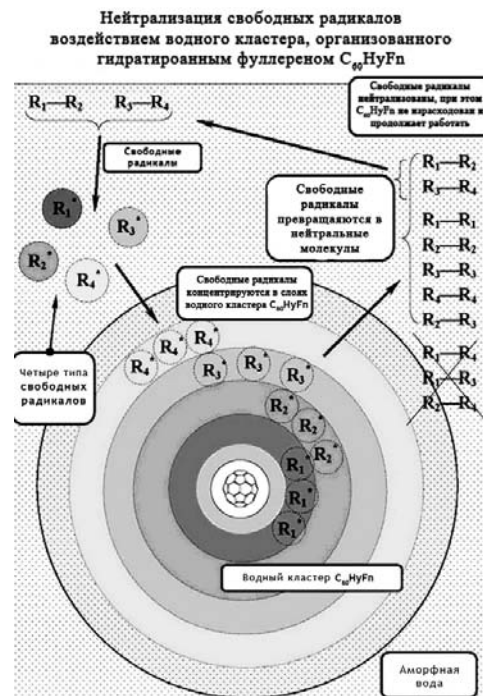 Нейтрализация свободных радикалов
воздействием водного кластера, организованного
гидратироанным фуллереном C₆₀HyFn
Свободные радикалы
нейтрализованы, при этом
C₆₀HyFn не израсходован и
продолжает работать
R₁—R₂ R₃—R₄
Свободные
радикалы
R₁*
R₃*
R₂*
R₄*
Четыре типа
свободных
радикалов
Свободные радикалы
концентрируются в слоях
водного кластера C₆₀HyFn
Свободные
радикалы
превращаются в
нейтральные
молекулы
R₁—R₂
R₃—R₄
R₁—R₁
R₂—R₂
R₃—R₃
R₄—R₄
R₂—R₃
R₁—R₄
R₁—R₃
R₂—R₄
R₄*
R₄*
R₄*
R₃*
R₃*
R₃*
R₂*
R₂*
R₂*
R₁*
R₁*
R₁*
Водный кластер C₆₀HyFn
Аморфная
вода